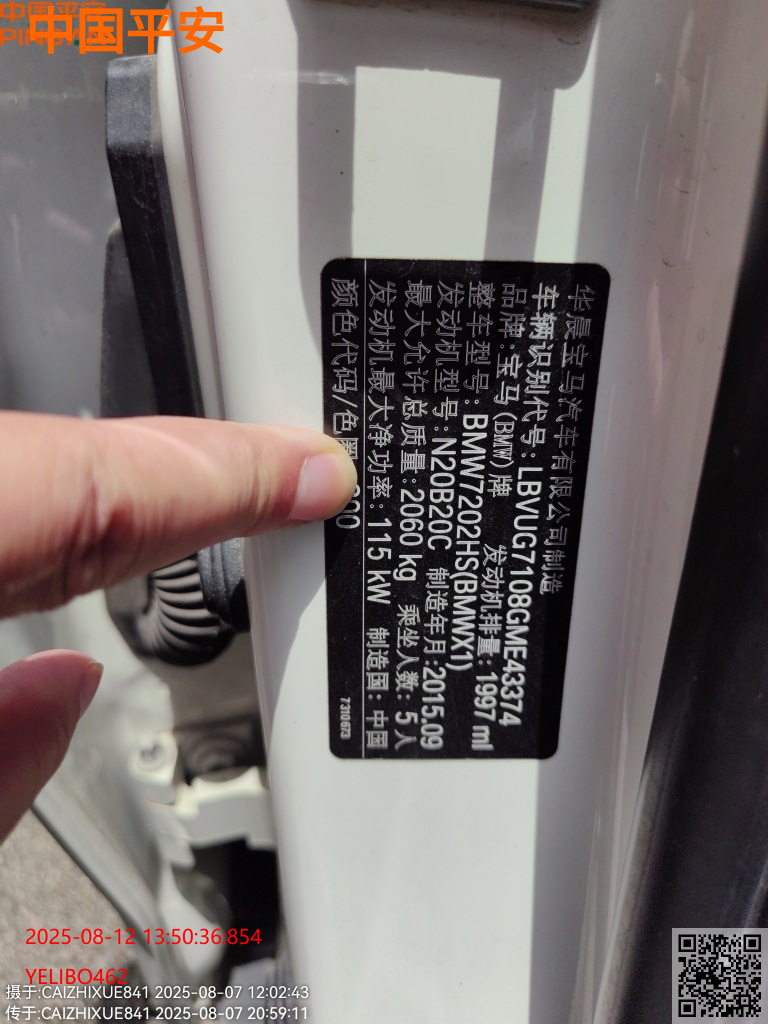 中国平安
中国平安
华晨宝马汽车有限公司制造
车辆识别代号:LBVUG7108GME43374
品牌:宝马(BMW)牌 发动机排量:1997 ml
整车型号:BMW7202HS(BMWX1)
发动机型号:N20B20C 制造年月:2015.09
最大允许总质量:2060 kg 乘坐人数:5人
发动机最大净功率:115 kW 制造国:中国
颜色代码/色 00
7310673
2025-08-12 13:50:36:854
YELIBO462
摄于:CAIZHIXUE841 2025-08-07 12:02:43
传于:CAIZHIXUE841 2025-08-07 20:59:11